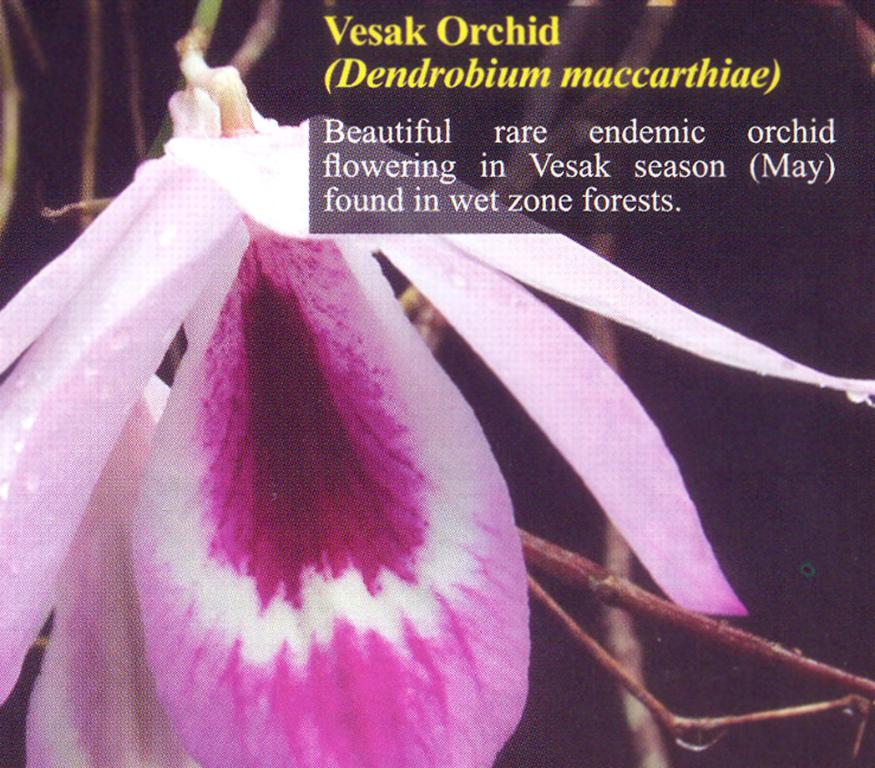 Vesak Orchid
(Dendrobium maccarthiae)
Beautiful rare endemic orchid
flowering in Vesak season (May)
found in wet zone forests.